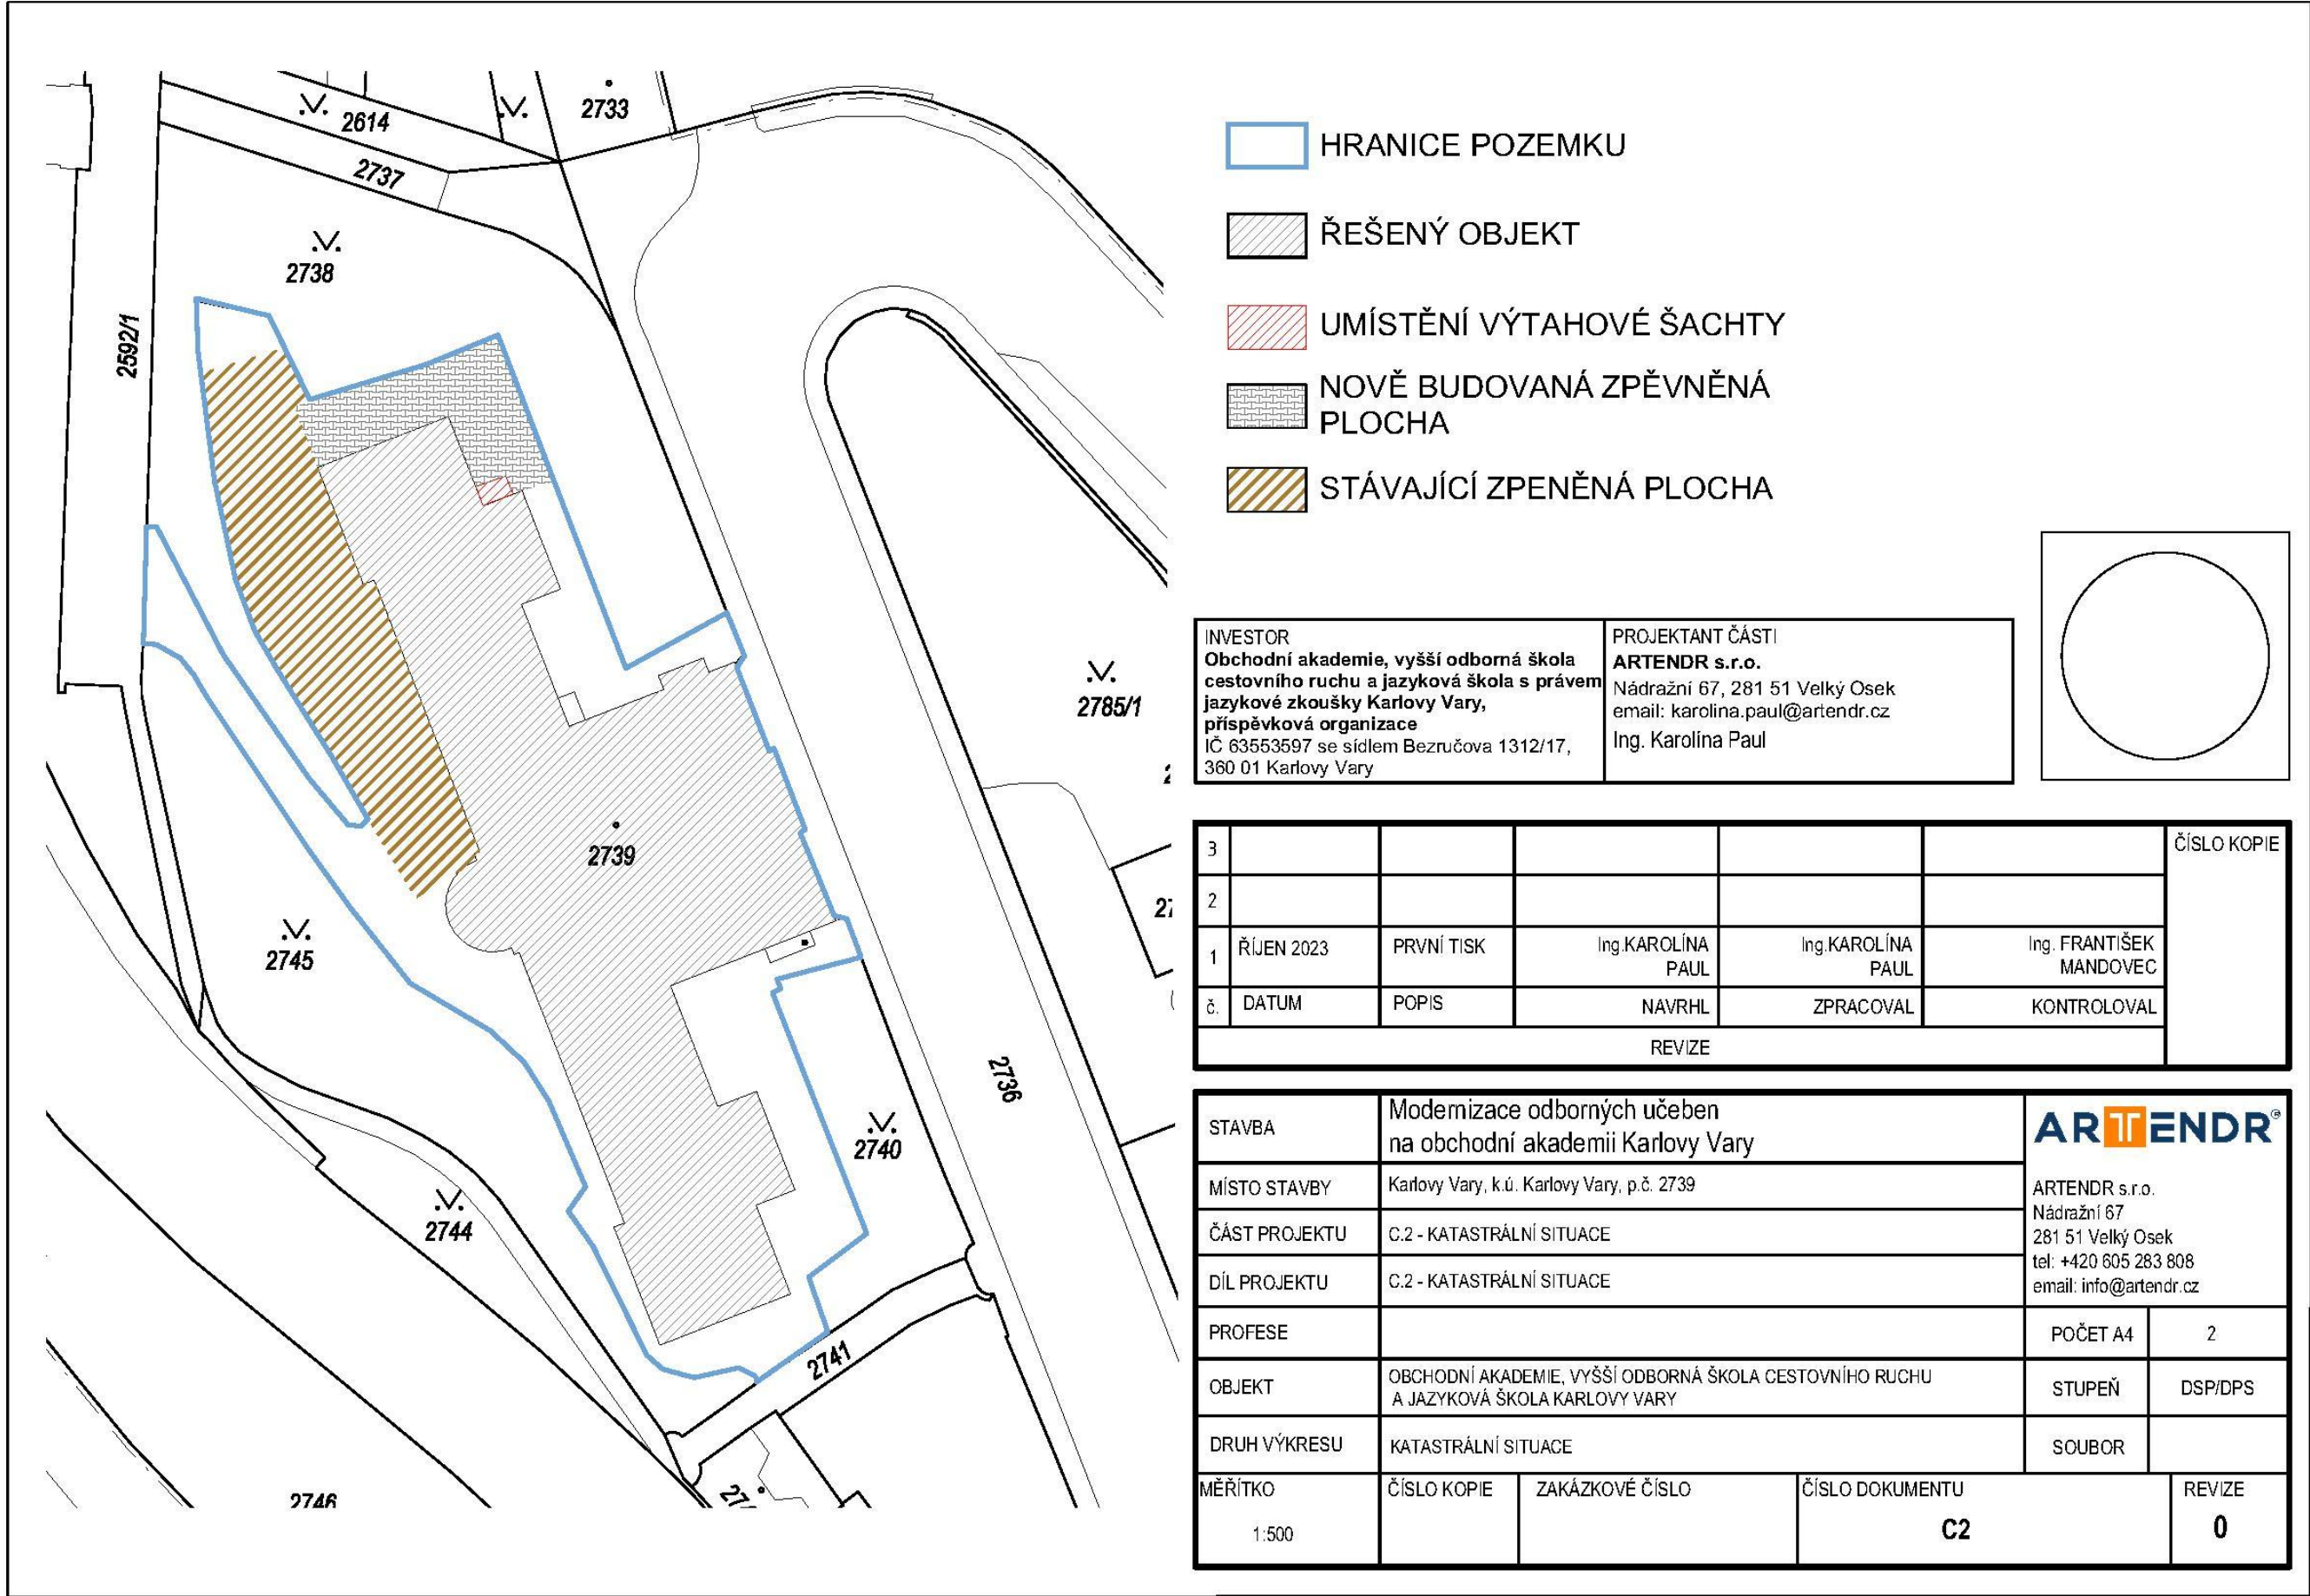 2733
2614
2737
2738
2592/1
2785/1
2739
2745
2736
2740
2744
2741
2746
HRANICE POZEMKU
ŘEŠENÝ OBJEKT
UMÍSTĚNÍ VÝTAHOVÉ ŠACHTY
NOVĚ BUDOVANÁ ZPĚVNĚNÁ
PLOCHA
STÁVAJÍCÍ ZPENĚNÁ PLOCHA
INVESTOR
Obchodní akademie, vyšší odborná škola
cestovního ruchu a jazyková škola s právem
jazykové zkoušky Karlovy Vary,
příspěvková organizace
IČ 63553597 se sídlem Bezručova 1312/17,
360 01 Karlovy Vary
PROJEKTANT ČÁSTI
ARTENDR s.r.o.
Nádražní 67, 281 51 Velký Osek
email: karolina.paul@artendr.cz
Ing. Karolína Paul
3
ČÍSLO KOPIE
2
1 ŘÍJEN 2023 PRVNÍ TISK Ing.KAROLÍNA PAUL Ing.KAROLÍNA PAUL Ing. FRANTIŠEK MANDOVEC
č. DATUM POPIS NAVRHL ZPRACOVAL KONTROLOVAL
REVIZE
STAVBA
Modernizace odborných učeben
na obchodní akademii Karlovy Vary
ARTENDR®
MÍSTO STAVBY Karlovy Vary, k.ú. Karlovy Vary, p.č. 2739
ČÁST PROJEKTU C.2 - KATASTRÁLNÍ SITUACE
DÍL PROJEKTU C.2 - KATASTRÁLNÍ SITUACE
ARTENDR s.r.o.
Nádražní 67
281 51 Velký Osek
tel: +420 605 283 808
email: info@artendr.cz
PROFESE
POČET A4 2
OBJEKT
OBCHODNÍ AKADEMIE, VYŠŠÍ ODBORNÁ ŠKOLA CESTOVNÍHO RUCHU
A JAZYKOVÁ ŠKOLA KARLOVY VARY
STUPEŇ DSP/DPS
DRUH VÝKRESU KATASTRÁLNÍ SITUACE
SOUBOR
MĚŘÍTKO ČÍSLO KOPIE ZAKÁZKOVÉ ČÍSLO ČÍSLO DOKUMENTU REVIZE
1:500 C2 0